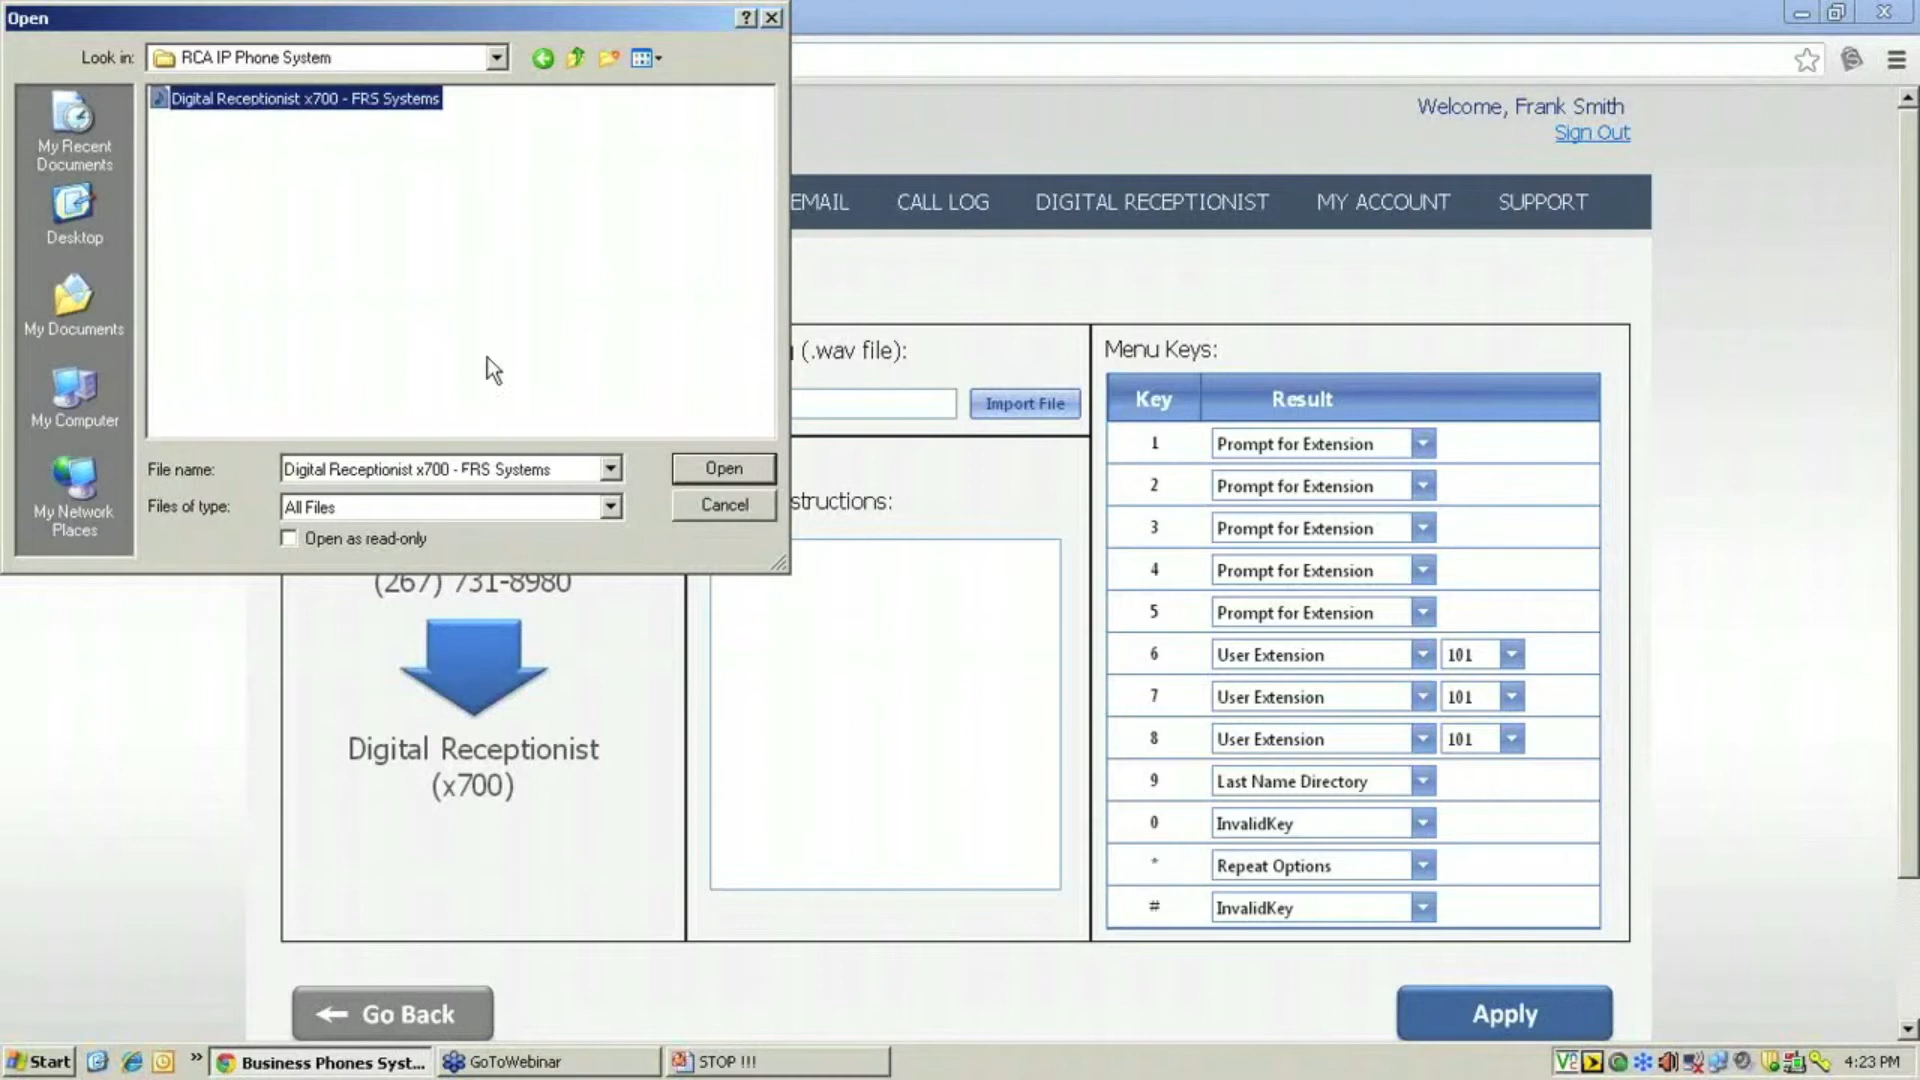 Open
Look in: RCA IP Phone System
Digital Receptionist x700 - FRS Systems
My Recent
Documents
Desktop
My Documents
My Computer
My Network
Places
File name: Digital Receptionist x700 - FRS Systems Open
Files of type: All Files Cancel
Open as read-only
Welcome, Frank Smith
Sign Out
EMAIL CALL LOG DIGITAL RECEPTIONIST MY ACCOUNT SUPPORT
(.wav file):
Import File
structions:
(267) 731-8980
Digital Receptionist
(x700)
Menu Keys:
Key Result
1 Prompt for Extension
2 Prompt for Extension
3 Prompt for Extension
4 Prompt for Extension
5 Prompt for Extension
6 User Extension 101
7 User Extension 101
8 User Extension 101
9 Last Name Directory
0 InvalidKey
* Repeat Options
# InvalidKey
Go Back
Apply
Start Business Phones Syst... GoToWebinar STOP !!! 4:23 PM